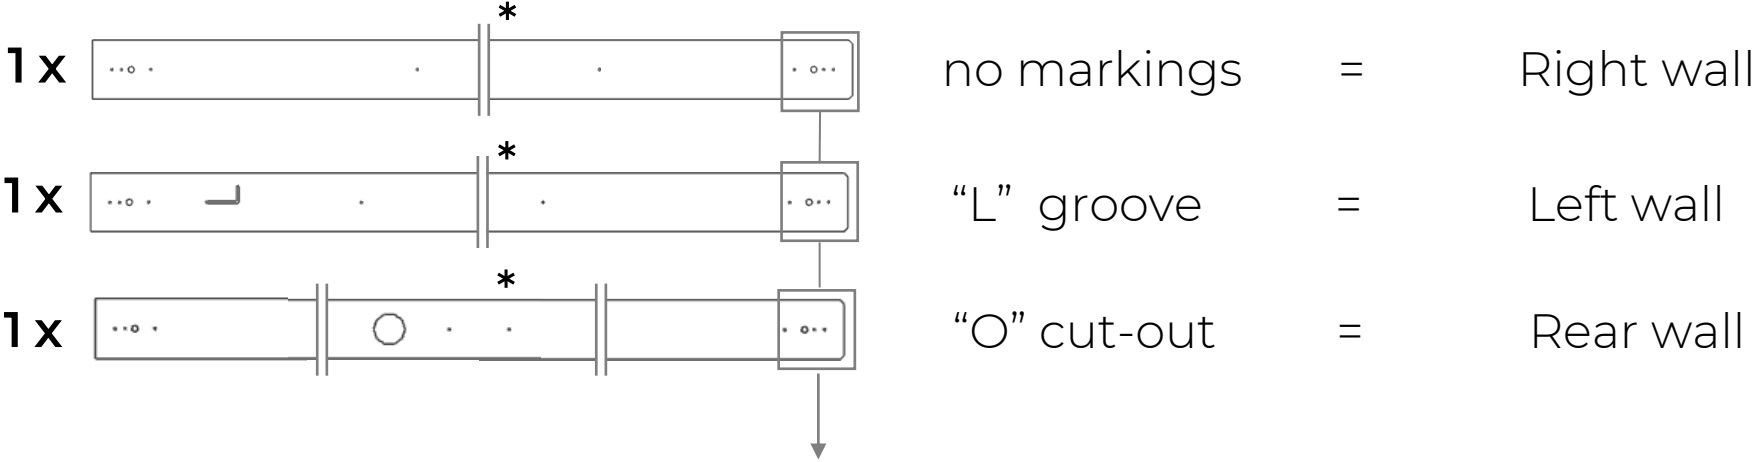 *
1 x no markings = Right wall
*
1 x “L” groove = Left wall
*
1 x “O” cut-out = Rear wall